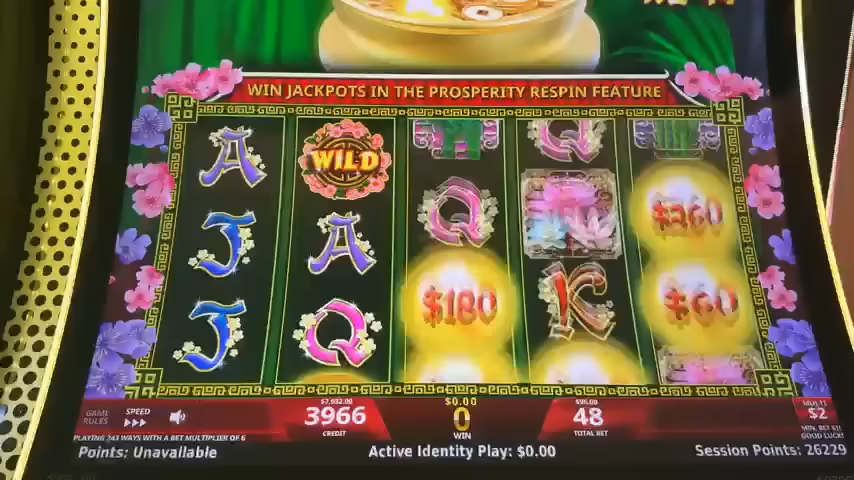 WIN JACKPOTS IN THE PROSPERITY RESPIN FEATURE
A WILD Q
J A Q $360
J Q $180 K $60
GAME RULES
SPEED
$7,932.00
3966
CREDIT
$0.00
0
WIN
$96.00
48
TOTAL BET
MULTI
$2
PLAYING 243 WAYS WITH A BET MULTIPLIER OF 6
GOOD LUCK!
Points: Unavailable
Active Identity Play: $0.00
Session Points: 26229